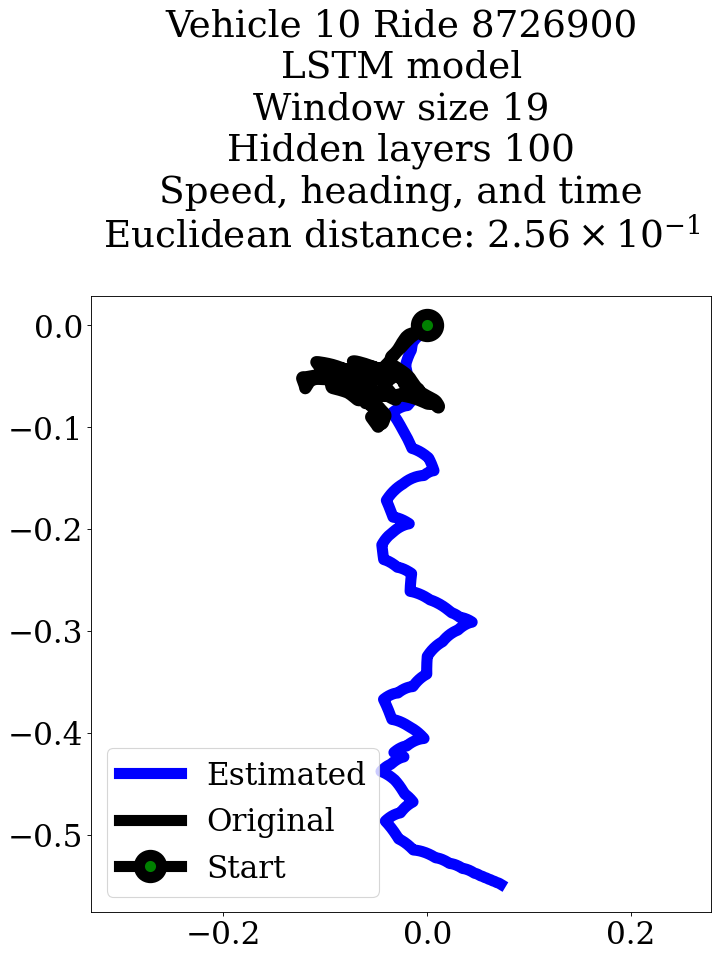 Vehicle 10 Ride 8726900
LSTM model
Window size 19
Hidden layers 100
Speed, heading, and time
Euclidean distance: 2.56 × 10⁻¹
0.0
−0.1
−0.2
−0.3
−0.4
−0.5
Estimated
Original
Start
−0.2 0.0 0.2